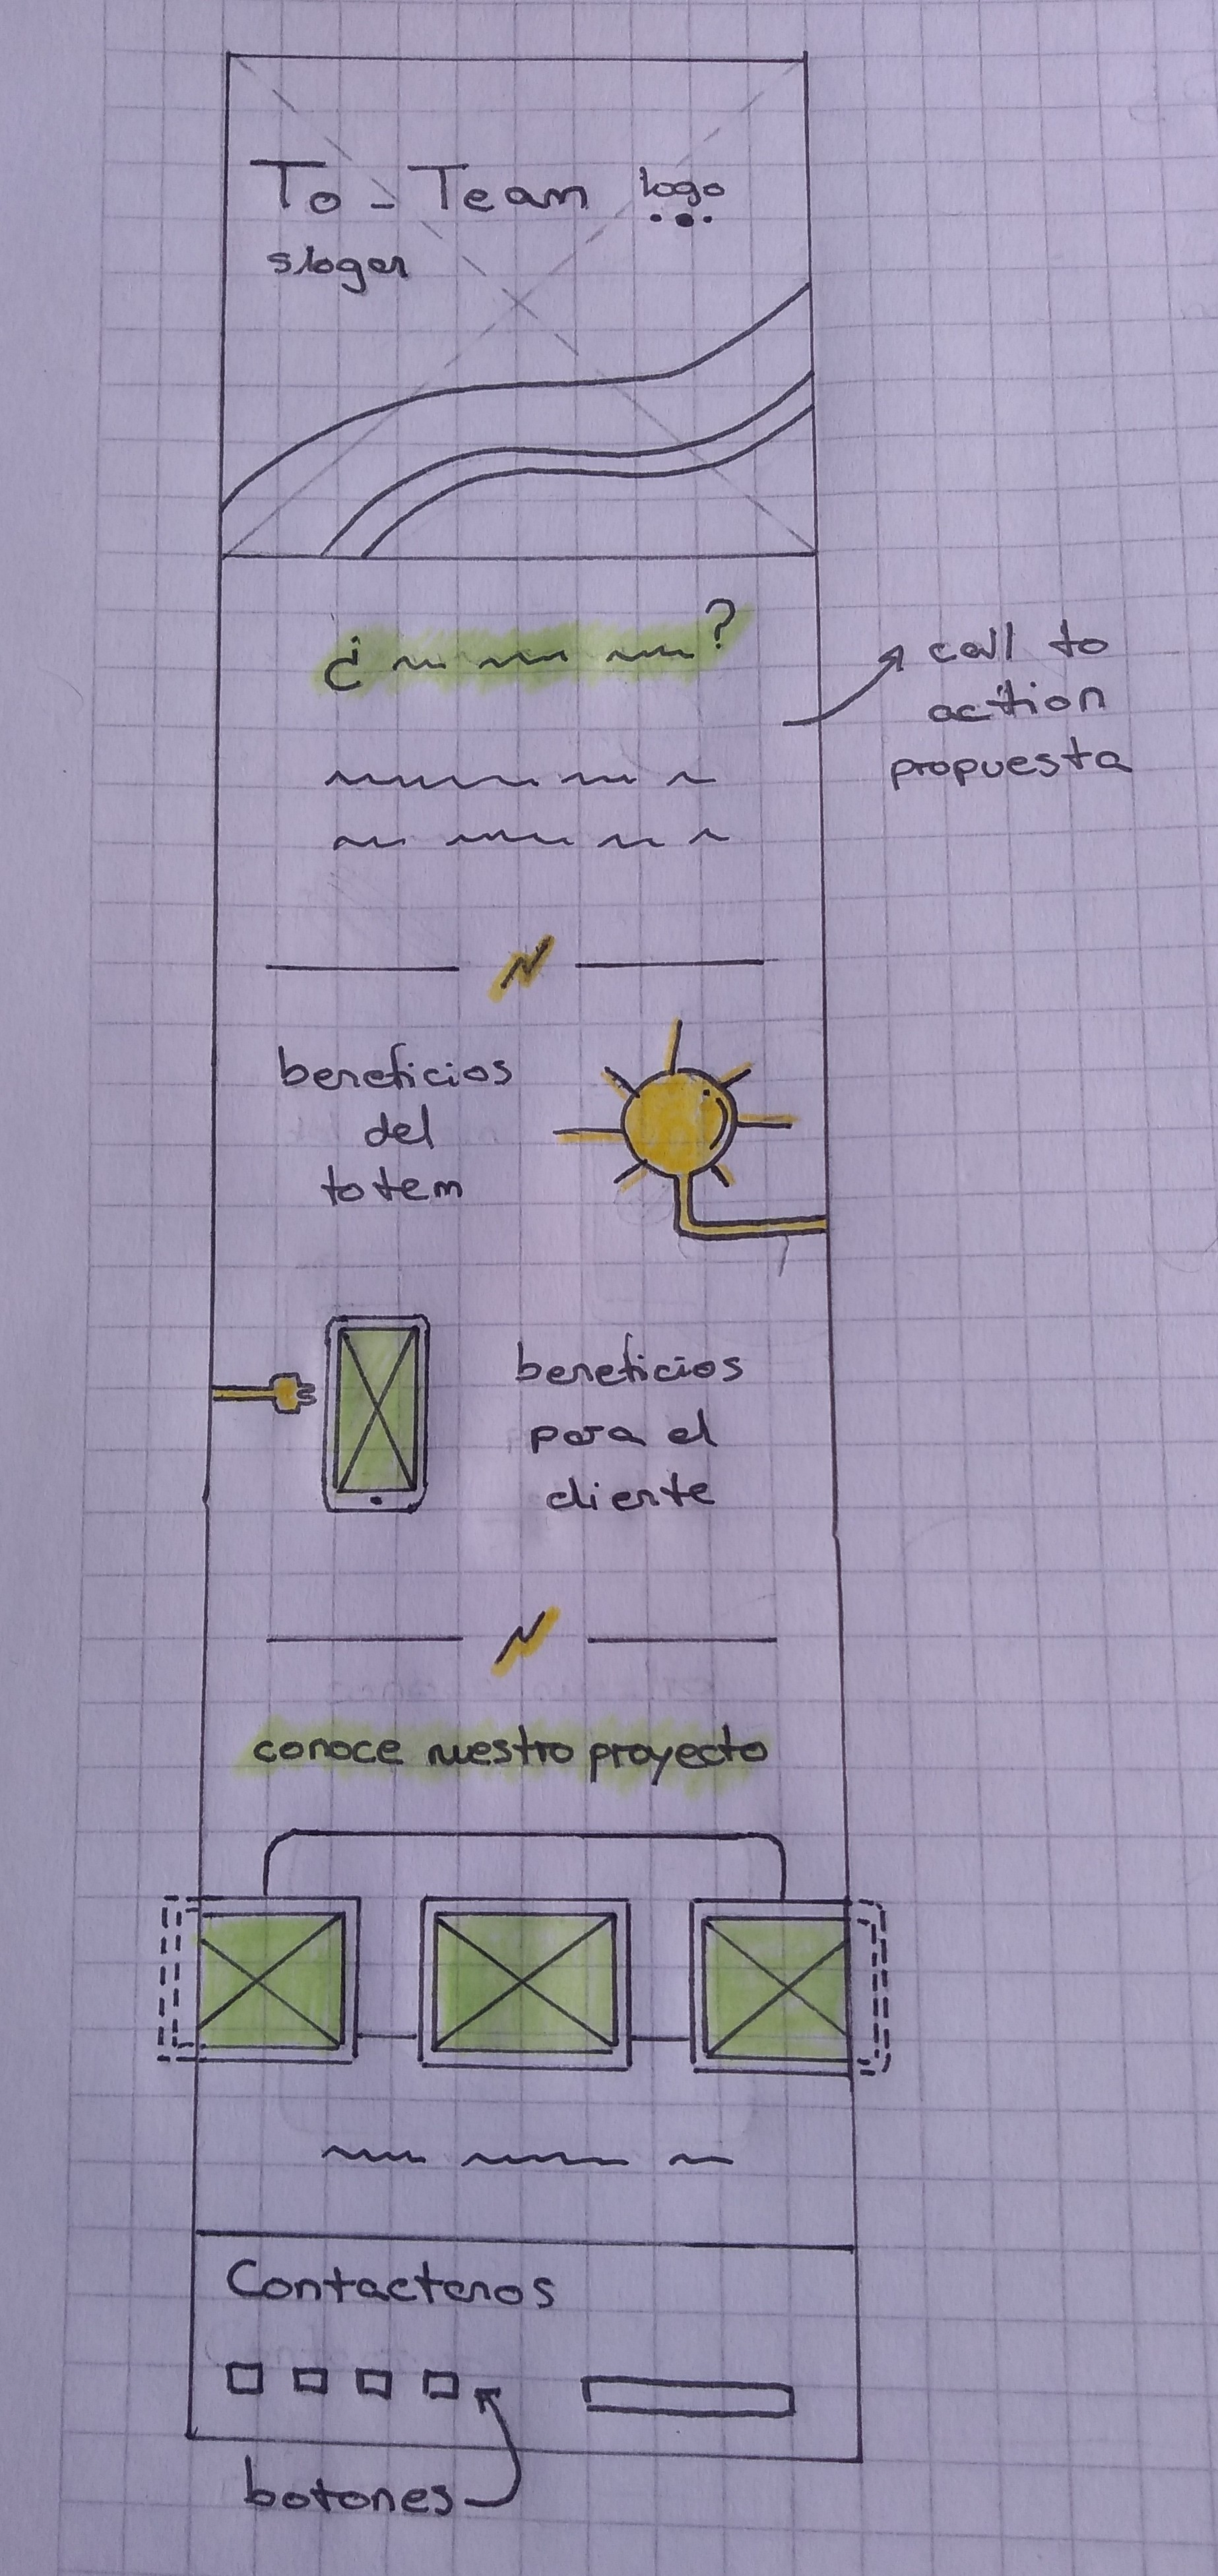 To - Team logo
slogan
¿ ?
call to
action
propuesta
beneficios
del
totem
beneficios
para el
cliente
conoce nuestro proyecto
Contactenos
botones